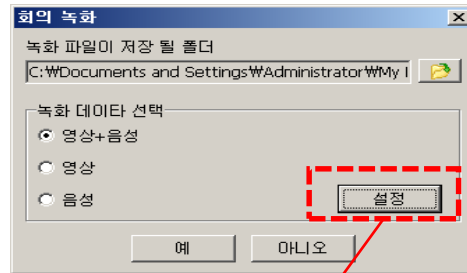 회의 녹화
녹화 파일이 저장 될 폴더
C:₩Documents and Settings₩Administrator₩My
녹화 데이타 선택
영상+음성
영상
음성
설정
예
아니오